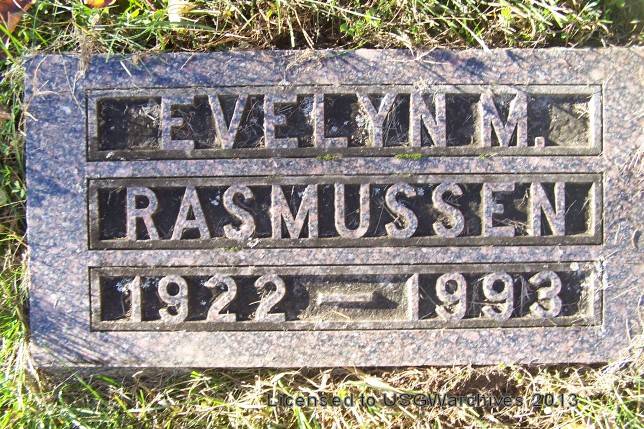 EVELYN M.
RASMUSSEN
1922 — 1993
Licensed to USGWarchives 2013